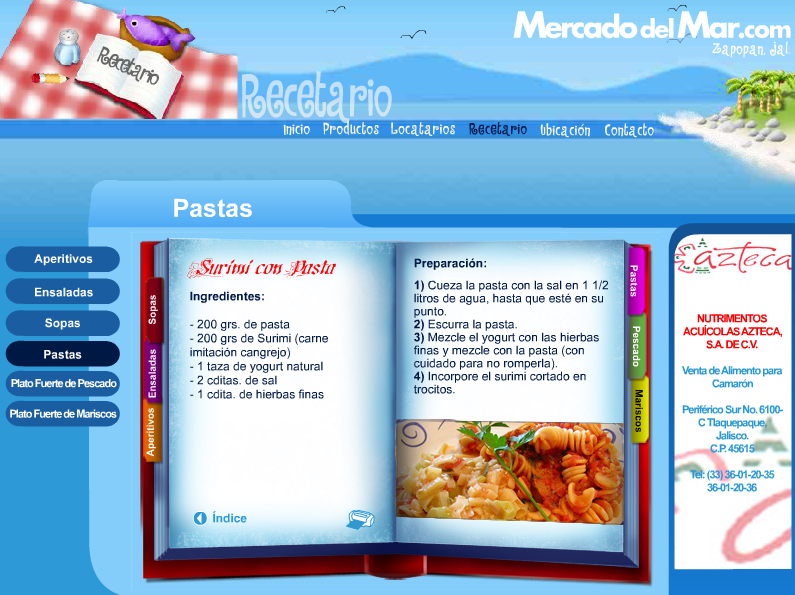 MercadodelMar.com
Zapopan, Jal.
Recetario
Recetario
Inicio Productos Locatarios Recetario Ubicación Contacto
Pastas
Aperitivos
Ensaladas
Sopas
Pastas
Plato Fuerte de Pescado
Plato Fuerte de Mariscos
Sopas
Ensaladas
Aperitivos
Surimi con Pasta
Ingredientes:
- 200 grs. de pasta
- 200 grs de Surimi (carne
imitación cangrejo)
- 1 taza de yogurt natural
- 2 cditas. de sal
- 1 cdita. de hierbas finas
Índice
Preparación:
1) Cueza la pasta con la sal en 1 1/2
litros de agua, hasta que esté en su
punto.
2) Escurra la pasta.
3) Mezcle el yogurt con las hierbas
finas y mezcle con la pasta (con
cuidado para no romperla).
4) Incorpore el surimi cortado en
trocitos.
Pastas
Pescado
Mariscos
azteca
NUTRIMENTOS
ACUÍCOLAS AZTECA,
S.A. DE C.V.
Venta de Alimento para
Camarón
Periférico Sur No. 6100-
C Tlaquepaque,
Jalisco.
C.P. 45615
Tel: (33) 36-01-20-35
36-01-20-36